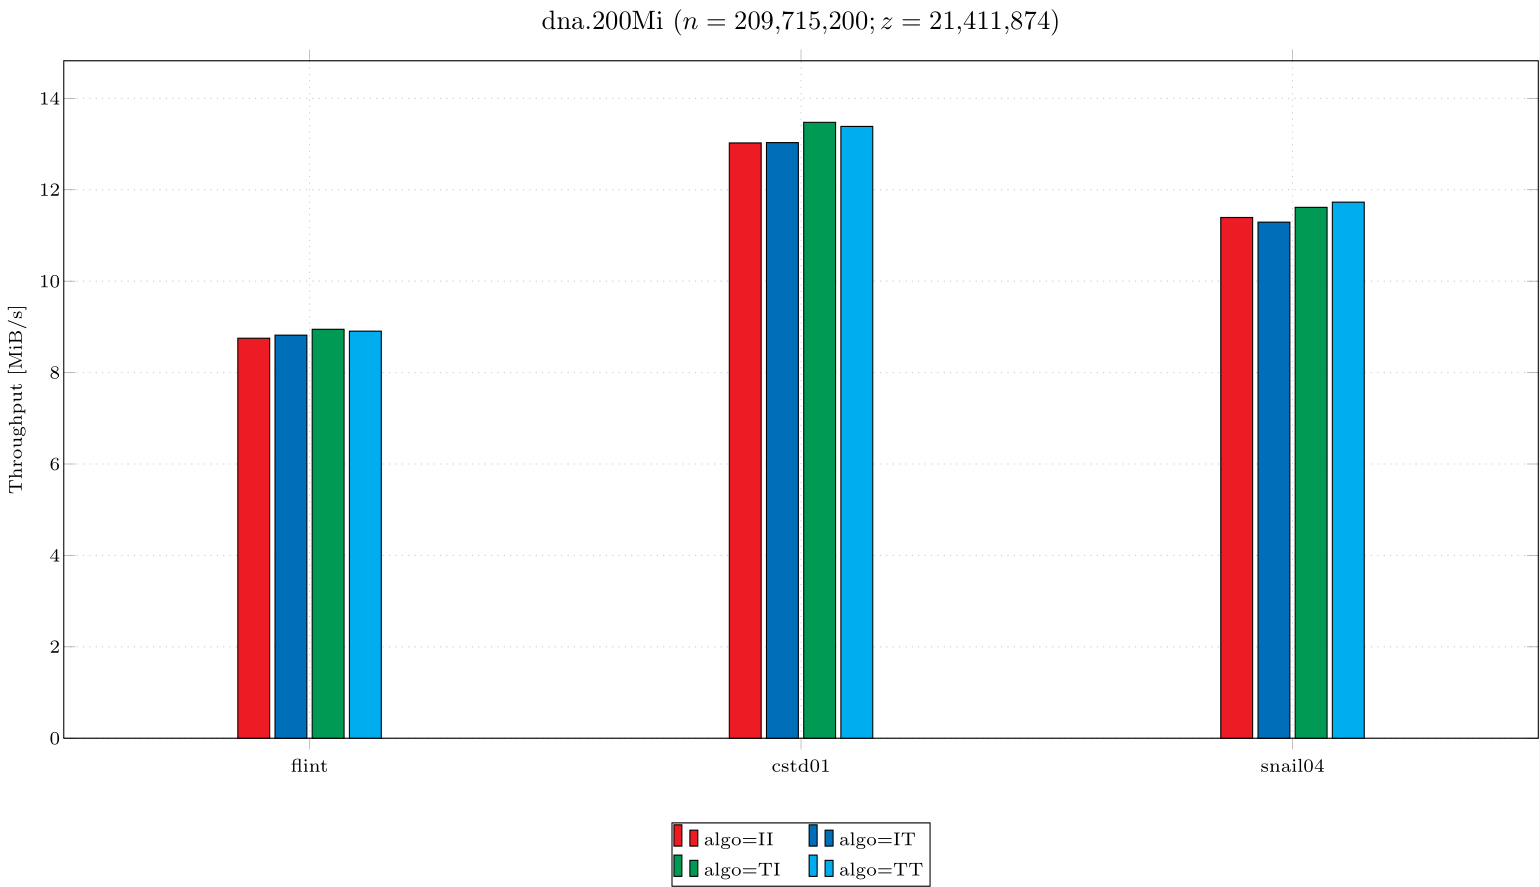 dna.200Mi (n = 209,715,200; z = 21,411,874)
Throughput [MiB/s]
14
12
10
8
6
4
2
0
flint cstd01 snail04
algo=II algo=IT
algo=TI algo=TT